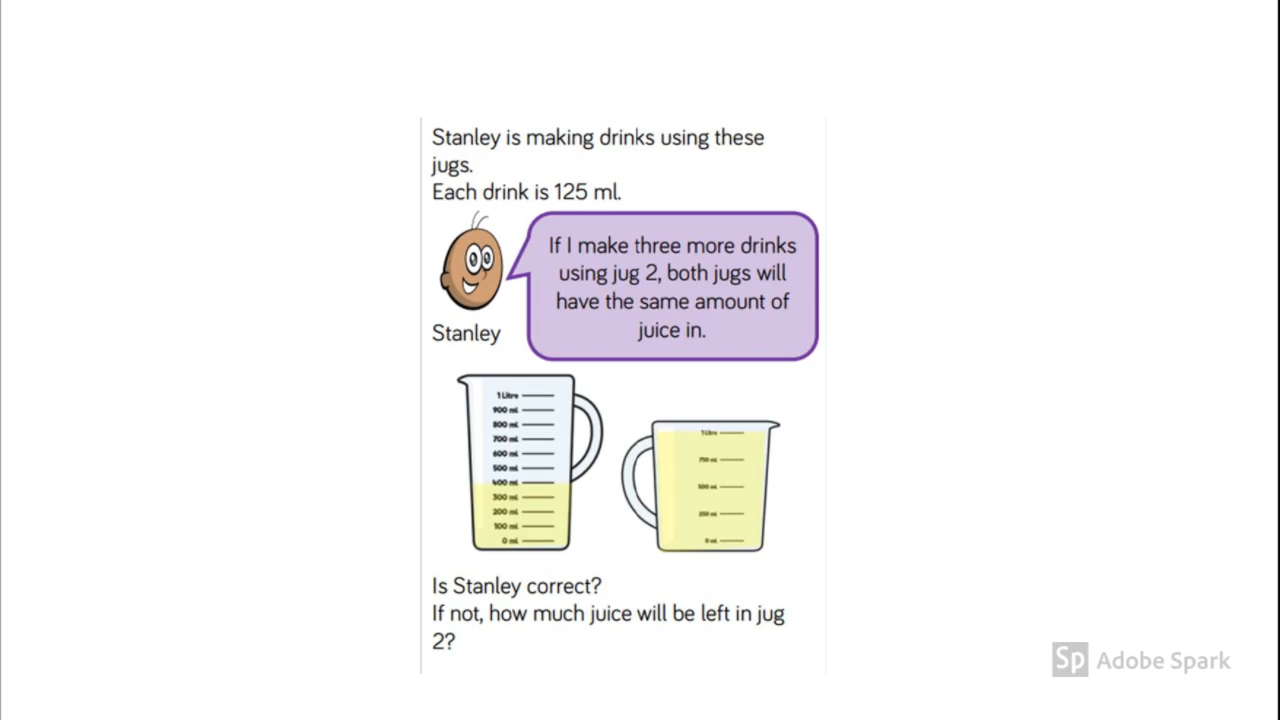 Stanley is making drinks using these
jugs.
Each drink is 125 ml.
If I make three more drinks
using jug 2, both jugs will
have the same amount of
juice in.
Stanley
1 Litre
900 ml
800 ml
700 ml
600 ml
500 ml
400 ml
300 ml
200 ml
100 ml
0 ml
1 Litre
750 ml
500 ml
250 ml
0 ml
Is Stanley correct?
If not, how much juice will be left in jug
2?
Sp Adobe Spark